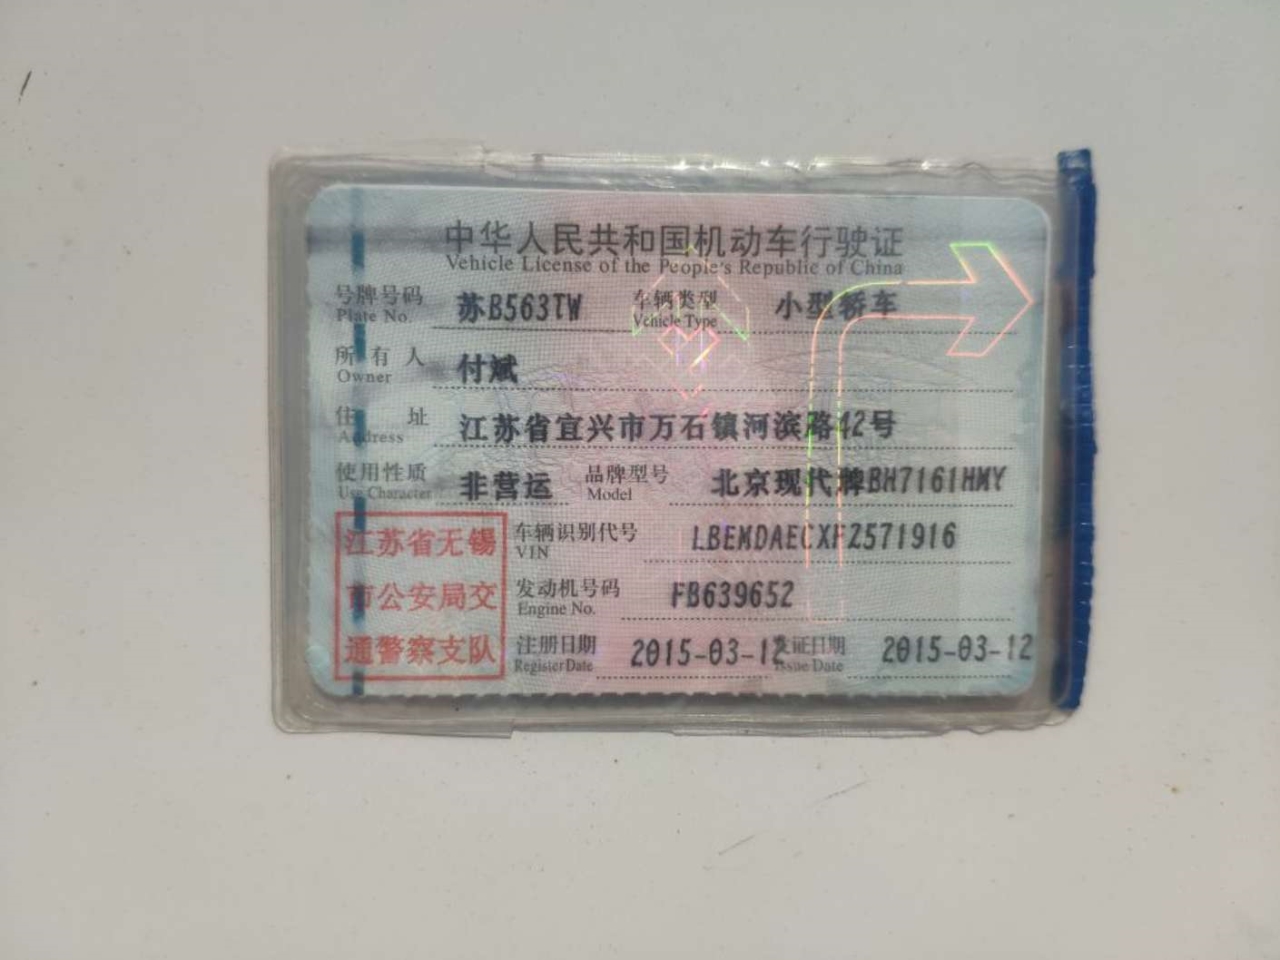 中华人民共和国机动车行驶证
Vehicle License of the People's Republic of China
号牌号码 苏B563TW 车辆类型 小型轿车
Plate No. Vehicle Type
所有人 付斌
Owner
住址 江苏省宜兴市万石镇河滨路42号
Address
使用性质 非营运 品牌型号 北京现代牌BH7161HMY
Use Character Model
江苏省无锡 车辆识别代号 LBEMDAECXFZ571916
VIN
市公安局交 发动机号码 FB639652
Engine No.
通警察支队 注册日期 2015-03-12 发证日期 2015-03-12
Register Date Issue Date